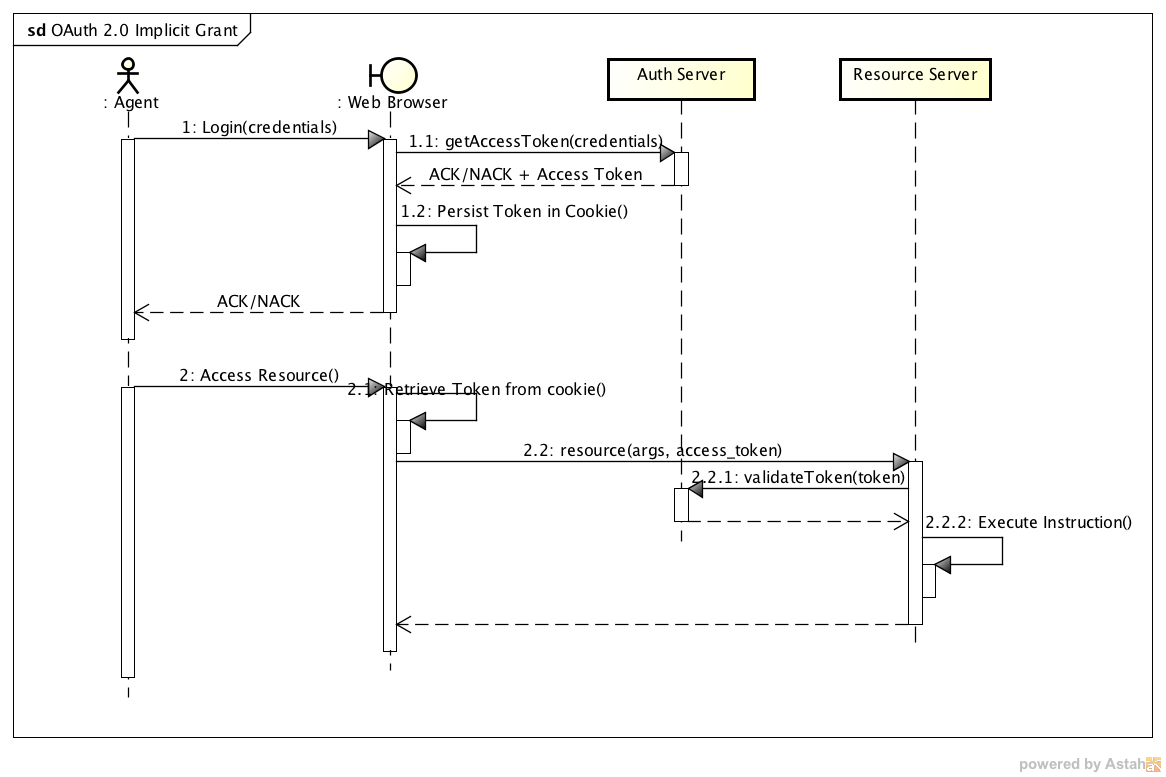 sd OAuth 2.0 Implicit Grant
: Agent
: Web Browser
Auth Server
Resource Server
1: Login(credentials)
1.1: getAccessToken(credentials)
ACK/NACK + Access Token
1.2: Persist Token in Cookie()
ACK/NACK
2: Access Resource()
2.1: Retrieve Token from cookie()
2.2: resource(args, access_token)
2.2.1: validateToken(token)
2.2.2: Execute Instruction()
powered by Astah